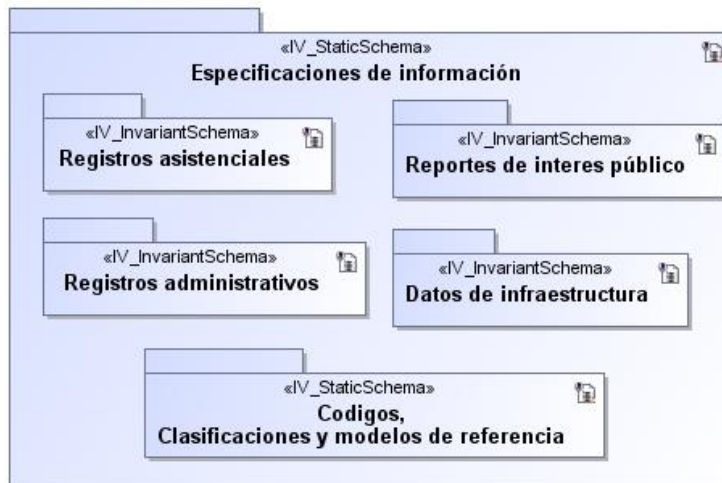 «IV_StaticSchema»
Especificaciones de información
«IV_InvariantSchema»
Registros asistenciales
«IV_InvariantSchema»
Reportes de interes público
«IV_InvariantSchema»
Registros administrativos
«IV_InvariantSchema»
Datos de infraestructura
«IV_StaticSchema»
Codigos,
Clasificaciones y modelos de referencia